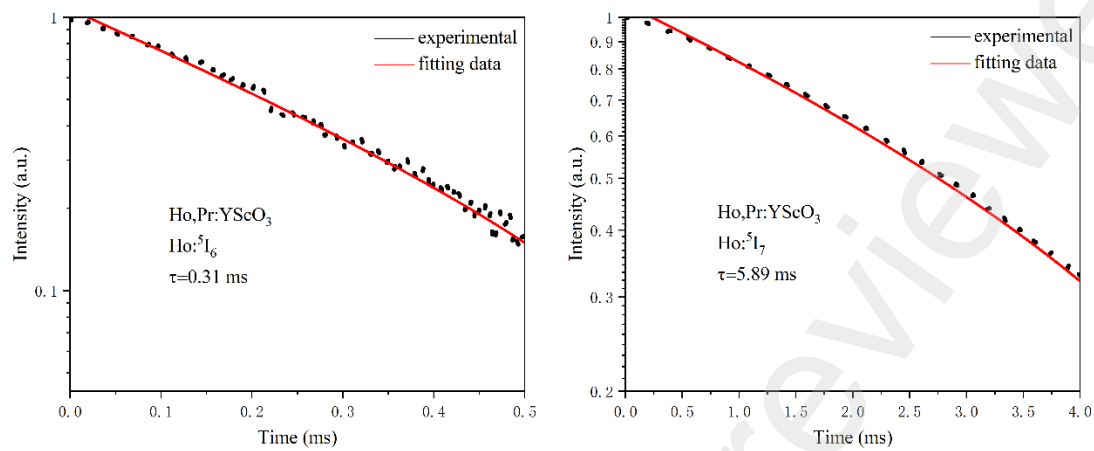 1
0.1
Intensity (a.u.)
experimental
fitting data
Ho,Pr:YScO₃
Ho:⁵I₆
τ=0.31 ms
0.0 0.1 0.2 0.3 0.4 0.5
Time (ms)
1
0.9
0.8
0.7
0.6
0.5
0.4
0.3
0.2
Intensity (a.u.)
experimental
fitting data
Ho,Pr:YScO₃
Ho:⁵I₇
τ=5.89 ms
0.0 0.5 1.0 1.5 2.0 2.5 3.0 3.5 4.0
Time (ms)